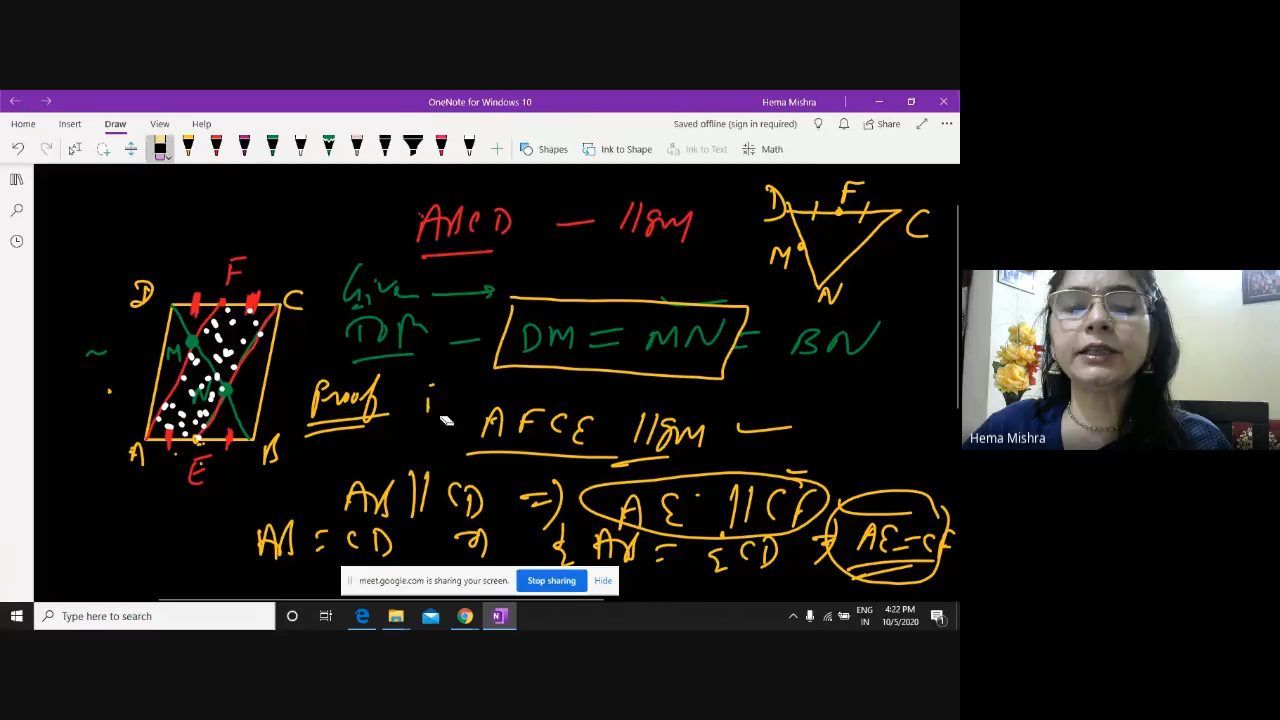 OneNote for Windows 10
Hema Mishra
Home Insert Draw View Help
Saved offline (sign in required)
Share
Shapes
Ink to Shape
Ink to Text
Math
ABCD — ||gm
D F C
M
N
D F C
Given →
TOP — DM = MN = BN
M
N
A E B
Proof i
AFCE ||gm —
AB || CD => AE || CF
AB = CD => ½ AB = ½ CD => AE = CF
Hema Mishra
meet.google.com is sharing your screen. Stop sharing Hide
Type here to search
ENG
IN
4:22 PM
10/5/2020
1